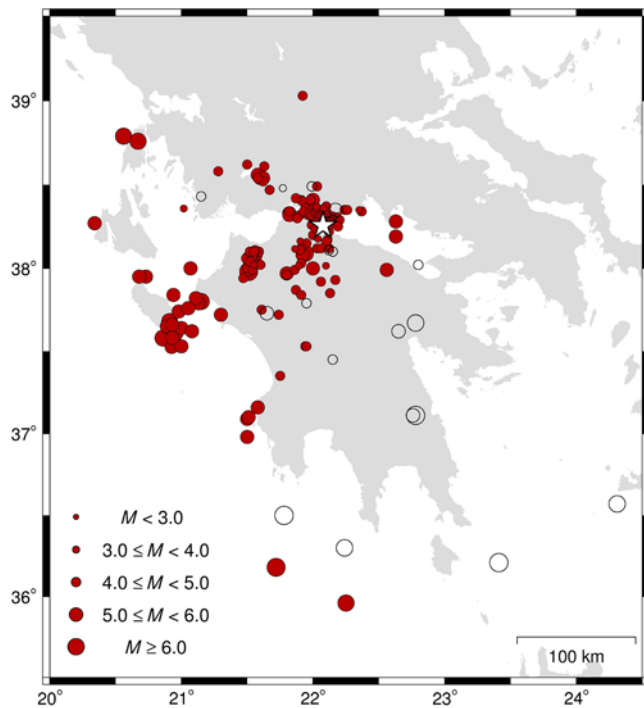 39°
38°
37°
36°
M < 3.0
3.0 ≤ M < 4.0
4.0 ≤ M < 5.0
5.0 ≤ M < 6.0
M ≥ 6.0
100 km
20° 21° 22° 23° 24°